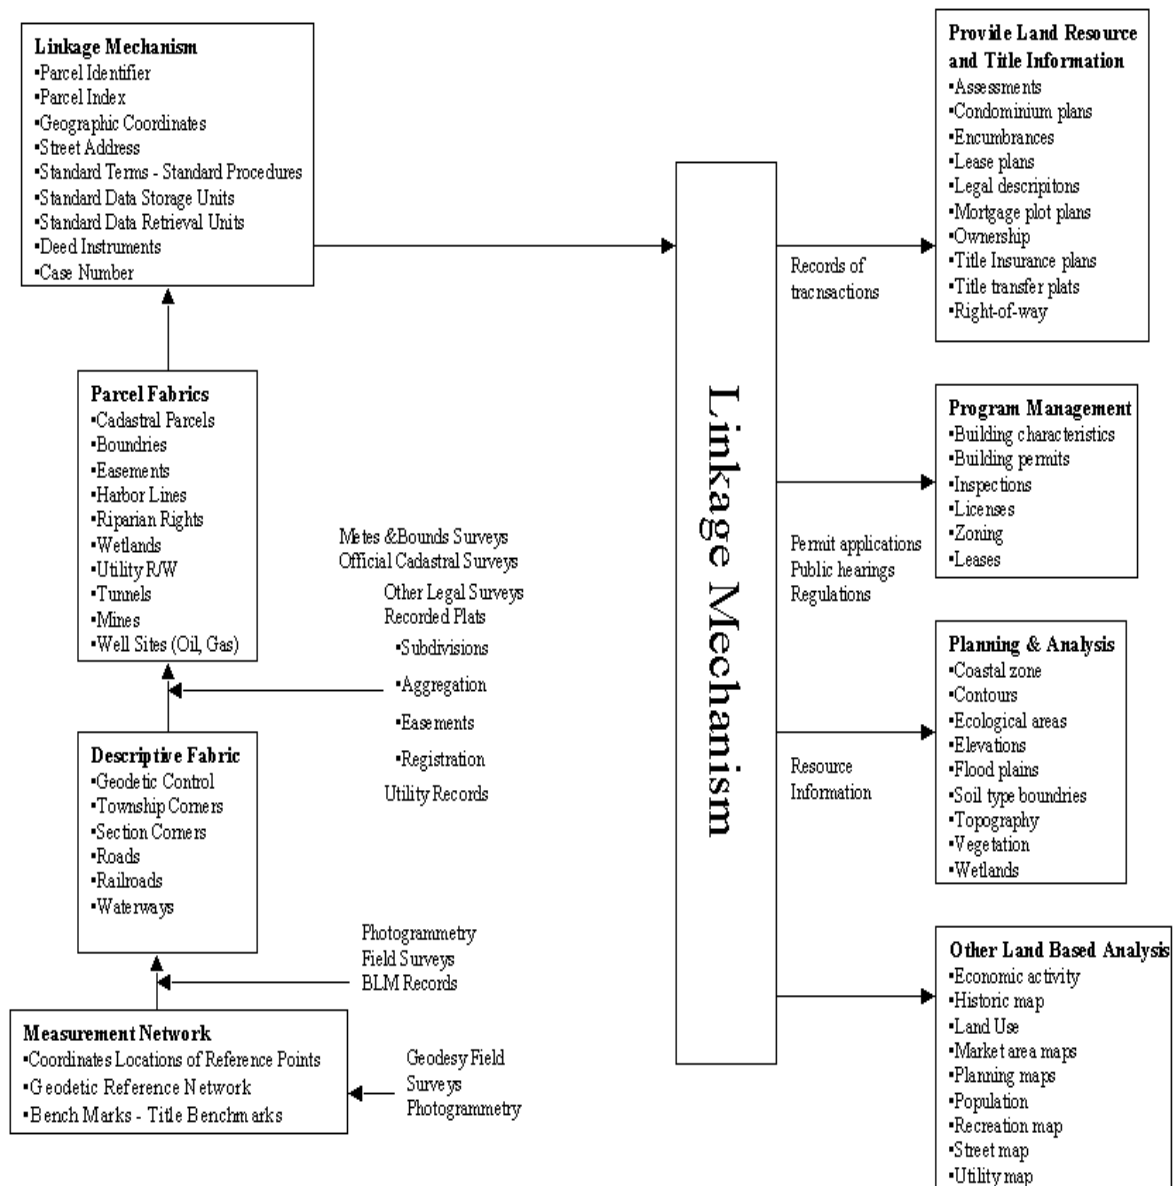 Linkage Mechanism
▪Parcel Identifier
▪Parcel Index
▪Geographic Coordinates
▪Street Address
▪Standard Terms - Standard Procedures
▪Standard Data Storage Units
▪Standard Data Retrieval Units
▪Deed Instruments
▪Case Number
Parcel Fabrics
▪Cadastral Parcels
▪Boundries
▪Easements
▪Harbor Lines
▪Riparian Rights
▪Wetlands
▪Utility R/W
▪Tunnels
▪Mines
▪Well Sites (Oil, Gas)
Metes &Bounds Surveys
Official Cadastral Surveys
Other Legal Surveys
Recorded Plats
▪Subdivisions
▪Aggregation
▪Easements
▪Registration
Utility Records
Descriptive Fabric
▪Geodetic Control
▪Township Corners
▪Section Corners
▪Roads
▪Railroads
▪Waterways
Photogrammetry
Field Surveys
BLM Records
Measurement Network
▪Coordinates Locations of Reference Points
▪Geodetic Reference Network
▪Bench Marks - Title Benchmarks
Geodesy Field
Surveys
Photogrammetry
Linkage Mechanism
Records of
tracnsactions
Permit applications
Public hearings
Regulations
Resource
Information
Provide Land Resource
and Title Information
▪Assessments
▪Condominium plans
▪Encumbrances
▪Lease plans
▪Legal descripitons
▪Mortgage plot plans
▪Ownership
▪Title Insurance plans
▪Title transfer plats
▪Right-of-way
Program Management
▪Building characteristics
▪Building permits
▪Inspections
▪Licenses
▪Zoning
▪Leases
Planning & Analysis
▪Coastal zone
▪Contours
▪Ecological areas
▪Elevations
▪Flood plains
▪Soil type boundries
▪Topography
▪Vegetation
▪Wetlands
Other Land Based Analysis
▪Economic activity
▪Historic map
▪Land Use
▪Market area maps
▪Planning maps
▪Population
▪Recreation map
▪Street map
▪Utility map